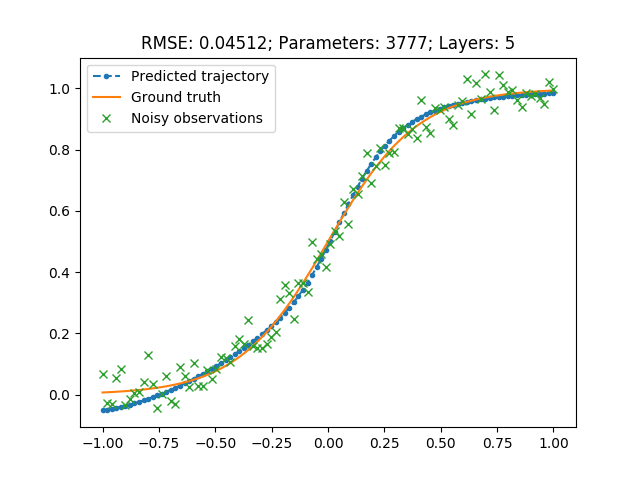 RMSE: 0.04512; Parameters: 3777; Layers: 5
Predicted trajectory
Ground truth
Noisy observations
1.0
0.8
0.6
0.4
0.2
0.0
−1.00 −0.75 −0.50 −0.25 0.00 0.25 0.50 0.75 1.00